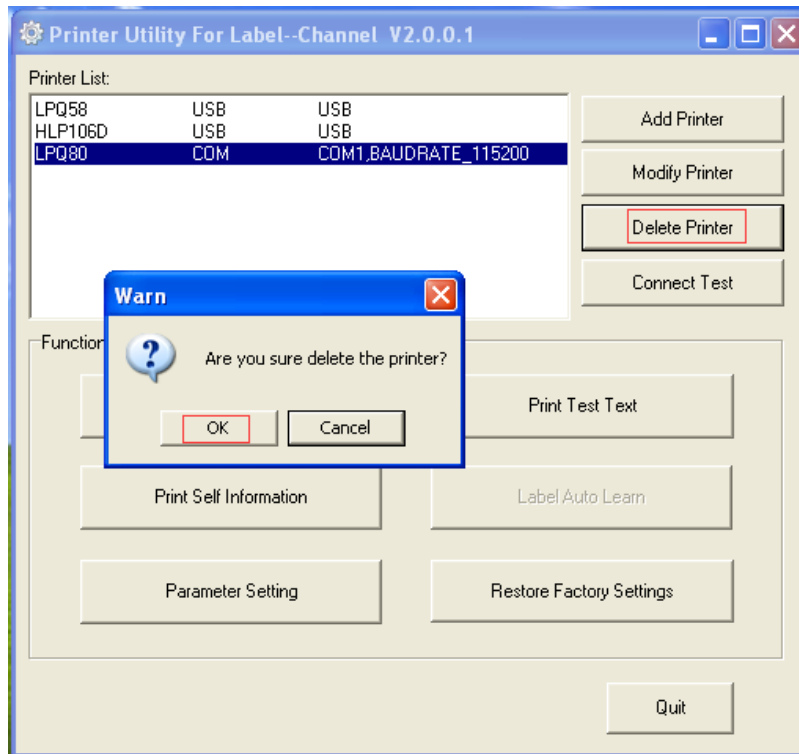 Printer Utility For Label--Channel V2.0.0.1
Printer List:
LPQ58 USB USB
HLP106D USB USB
LPQ80 COM COM1,BAUDRATE_115200
Add Printer
Modify Printer
Delete Printer
Connect Test
Warn
Are you sure delete the printer?
OK Cancel
Function
Print Test Text
Print Self Information
Label Auto Learn
Parameter Setting
Restore Factory Settings
Quit